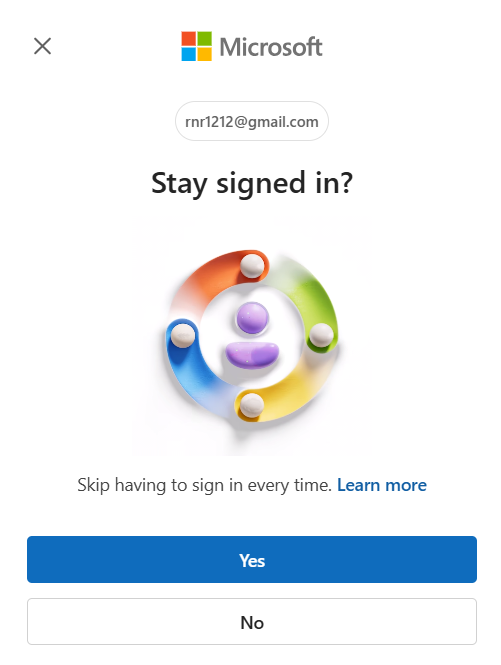 Microsoft
rnr1212@gmail.com
Stay signed in?
Skip having to sign in every time. Learn more
Yes
No